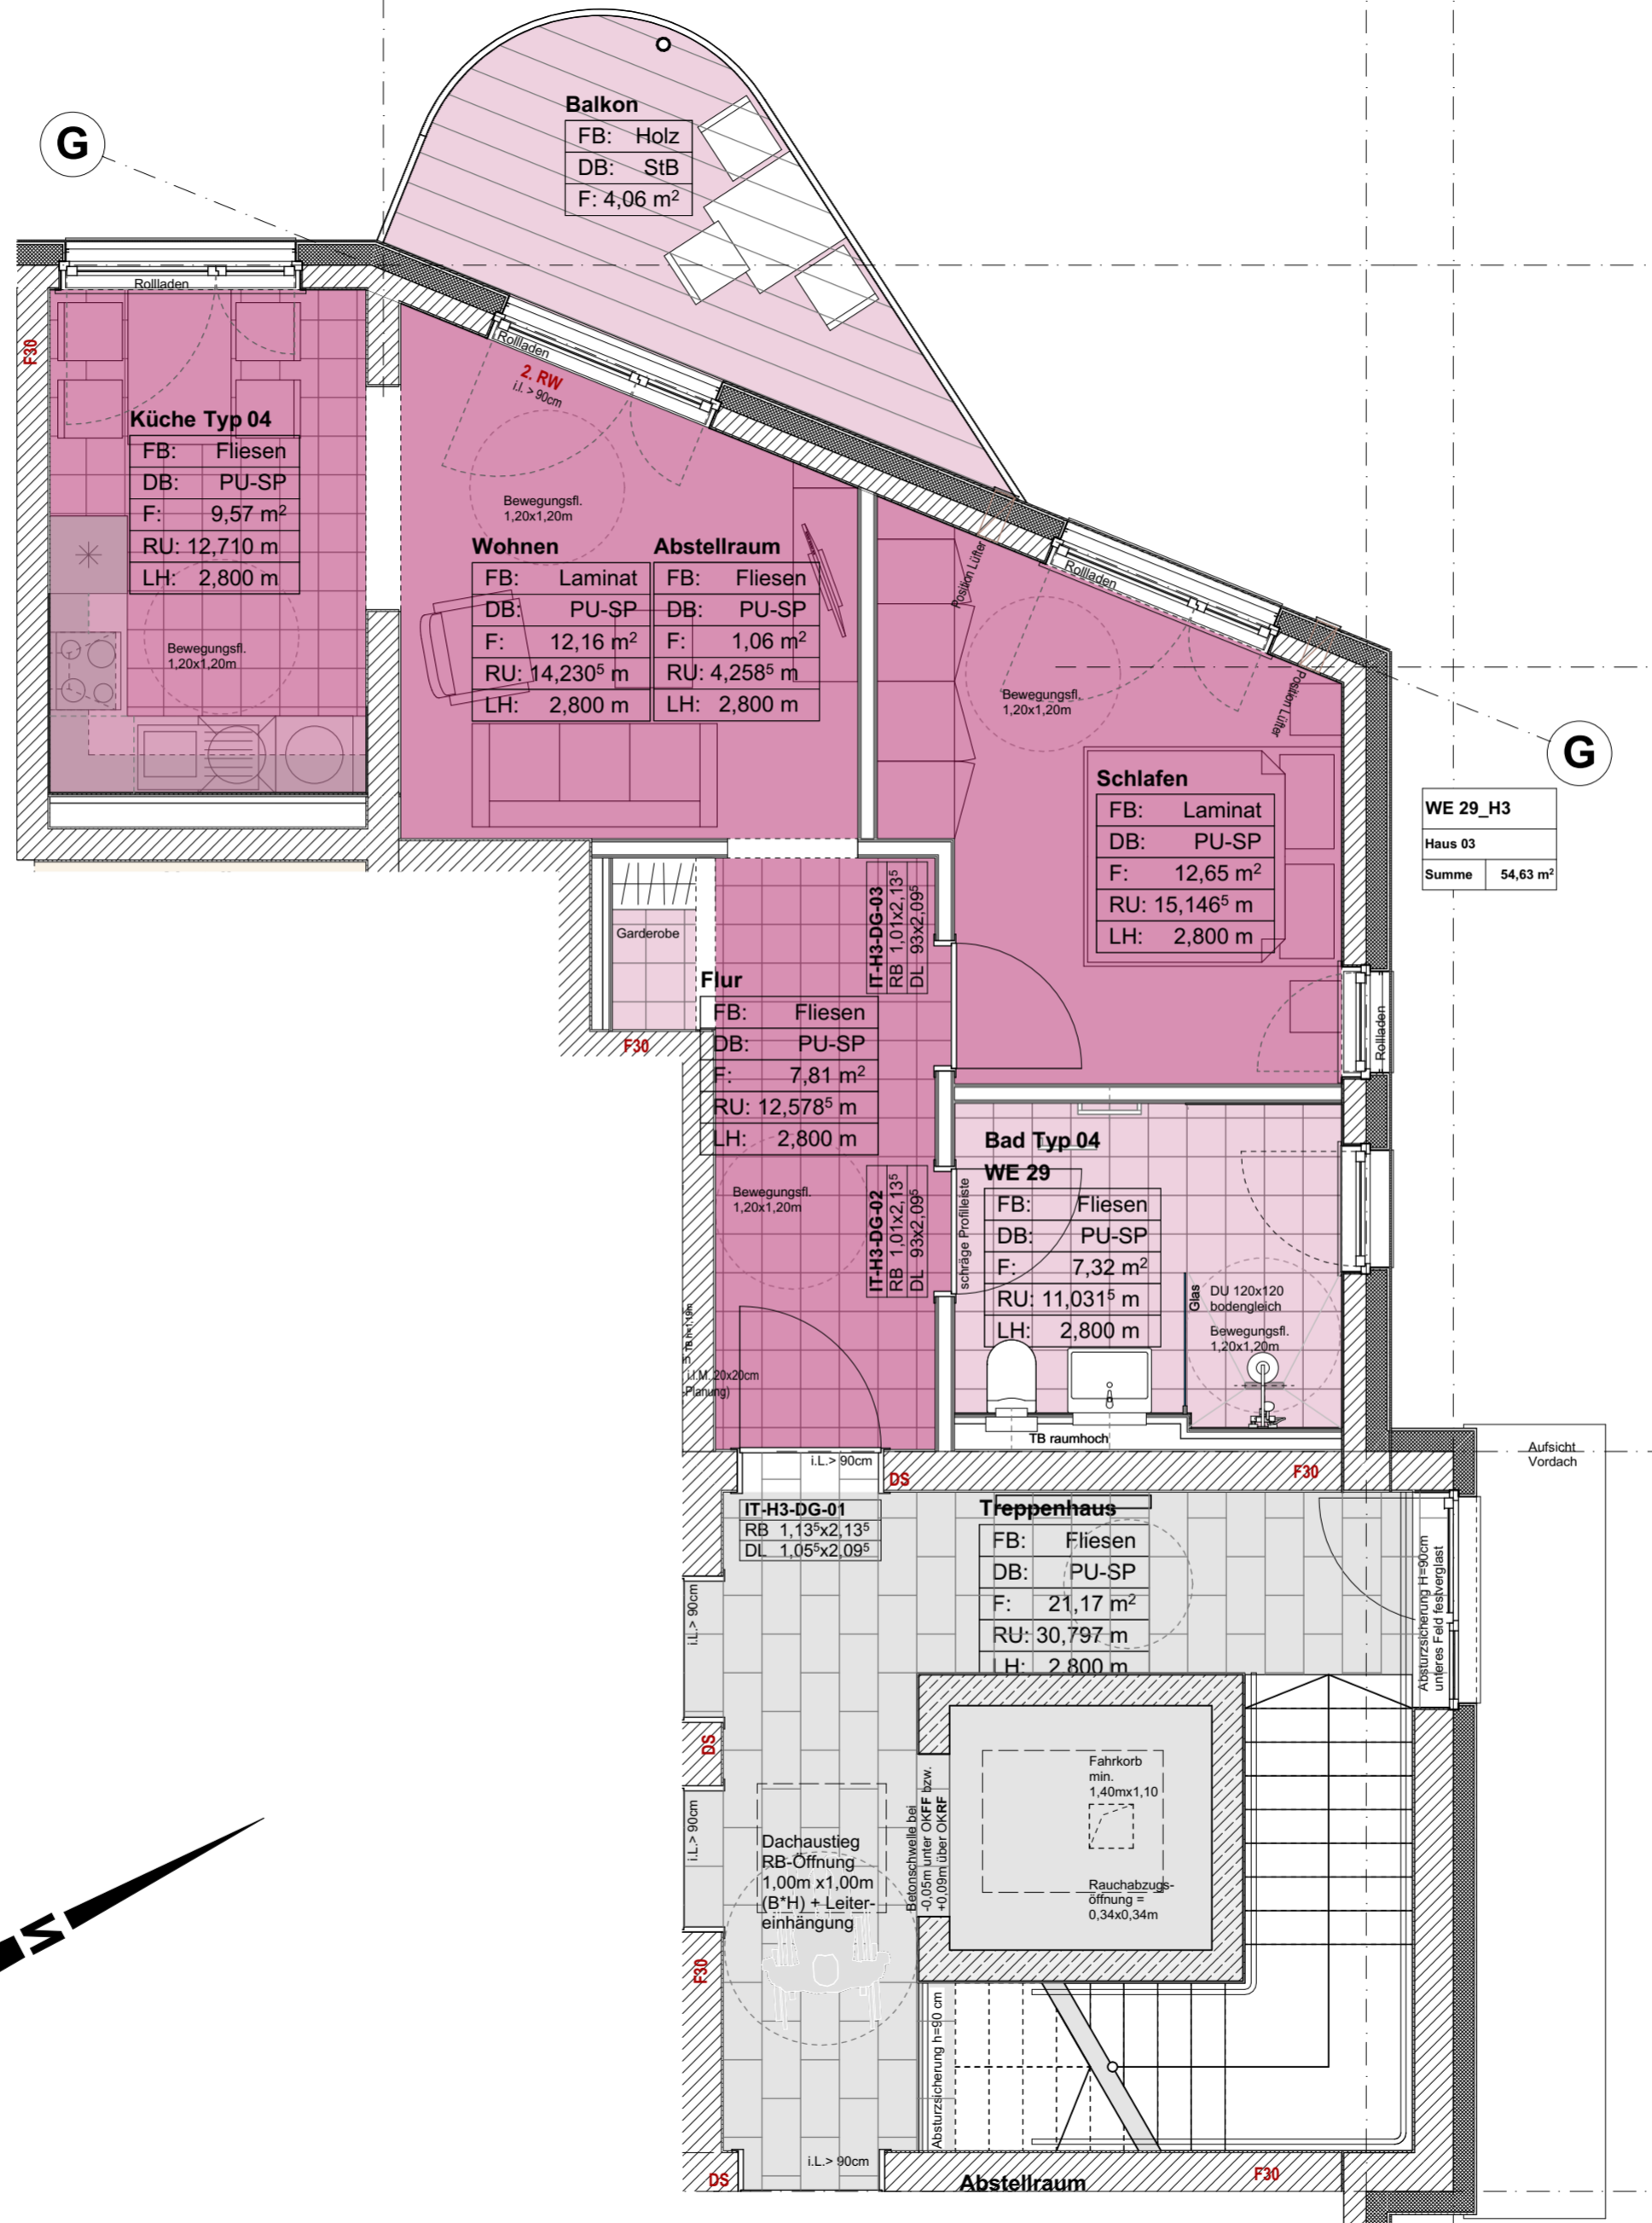 Balkon
FB: Holz
DB: StB
F: 4,06 m²
G
Rollladen
F30
Rollladen
2. RW
i.l. > 90cm
Küche Typ 04
FB: Fliesen
DB: PU-SP
F: 9,57 m²
RU: 12,710 m
LH: 2,800 m
Bewegungsfl.
1,20x1,20m
Bewegungsfl.
1,20x1,20m
Wohnen
FB: Laminat
DB: PU-SP
F: 12,16 m²
RU: 14,230⁵ m
LH: 2,800 m
Abstellraum
FB: Fliesen
DB: PU-SP
F: 1,06 m²
RU: 4,258⁵ m
LH: 2,800 m
Position Lüfter
Rollladen
Bewegungsfl.
1,20x1,20m
Position Lüfter
G
Schlafen
FB: Laminat
DB: PU-SP
F: 12,65 m²
RU: 15,146⁵ m
LH: 2,800 m
WE 29_H3
Haus 03
Summe 54,63 m²
Garderobe
IT-H3-DG-03
RB 1,01x2,13⁵
DL 93x2,09⁵
Rollladen
F30
Flur
FB: Fliesen
DB: PU-SP
F: 7,81 m²
RU: 12,578⁵ m
LH: 2,800 m
Bewegungsfl.
1,20x1,20m
IT-H3-DG-02
RB 1,01x2,13⁵
DL 93x2,09⁵
schräge Profilleiste
Bad Typ 04
WE 29
FB: Fliesen
DB: PU-SP
F: 7,32 m²
RU: 11,031⁵ m
LH: 2,800 m
Glas
DU 120x120
bodengleich
Bewegungsfl.
1,20x1,20m
i.M. 20x20cm
Planung)
TB raumhoch
i.L.> 90cm
DS
F30
Aufsicht
Vordach
IT-H3-DG-01
RB 1,13⁵x2,13⁵
DL 1,05⁵x2,09⁵
Treppenhaus
FB: Fliesen
DB: PU-SP
F: 21,17 m²
RU: 30,797 m
LH: 2,800 m
Absturzsicherung H=90cm
unteres Feld festverglast
i.L.> 90cm
DS
i.L.> 90cm
Fahrkorb
min.
1,40mx1,10
Betonschwelle bei
-0,05m unter OKFF bzw.
+0,09m über OKRF
Rauchabzugs-
öffnung =
0,34x0,34m
Dachaustieg
RB-Öffnung
1,00m x1,00m
(B*H) + Leiter-
einhängung
N
F30
Absturzsicherung h=90 cm
i.L.> 90cm
DS
Abstellraum
F30